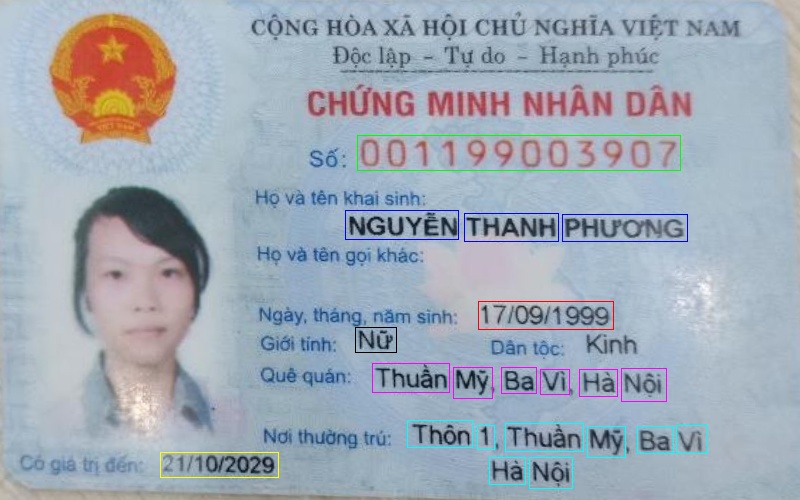 CỘNG HÒA XÃ HỘI CHỦ NGHĨA VIỆT NAM
Độc lập - Tự do - Hạnh phúc
CHỨNG MINH NHÂN DÂN
Số: 001199003907
Họ và tên khai sinh:
NGUYỄN THANH PHƯƠNG
Họ và tên gọi khác:
Ngày, tháng, năm sinh: 17/09/1999
Giới tính: Nữ Dân tộc: Kinh
Quê quán: Thuần Mỹ, Ba Vì, Hà Nội
Nơi thường trú: Thôn 1, Thuần Mỹ, Ba Vì
Hà Nội
Có giá trị đến: 21/10/2029
VIỆT NAM